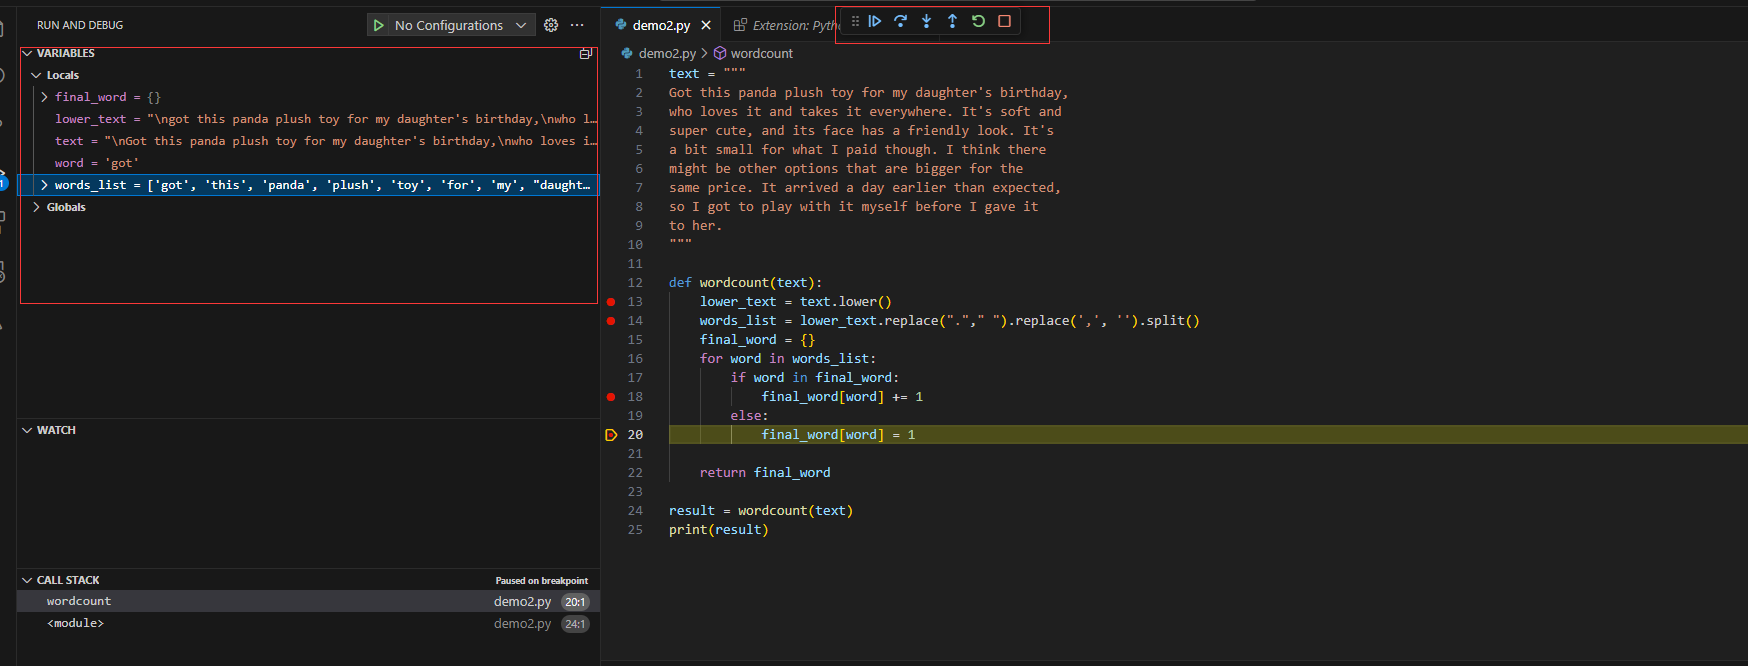 RUN AND DEBUG
No Configurations
VARIABLES
Locals
final_word = {}
lower_text = "\ngot this panda plush toy for my daughter's birthday,\nwho l…
text = "\nGot this panda plush toy for my daughter's birthday,\nwho loves i…
word = 'got'
words_list = ['got', 'this', 'panda', 'plush', 'toy', 'for', 'my', "daught…
Globals
WATCH
CALL STACK
Paused on breakpoint
wordcount demo2.py 20:1
<module> demo2.py 24:1
demo2.py
Extension: Pyth
demo2.py > wordcount
1 text = """
2 Got this panda plush toy for my daughter's birthday,
3 who loves it and takes it everywhere. It's soft and
4 super cute, and its face has a friendly look. It's
5 a bit small for what I paid though. I think there
6 might be other options that are bigger for the
7 same price. It arrived a day earlier than expected,
8 so I got to play with it myself before I gave it
9 to her.
10 """
11
12 def wordcount(text):
13 lower_text = text.lower()
14 words_list = lower_text.replace("."," ").replace(',', '').split()
15 final_word = {}
16 for word in words_list:
17 if word in final_word:
18 final_word[word] += 1
19 else:
20 final_word[word] = 1
21
22 return final_word
23
24 result = wordcount(text)
25 print(result)